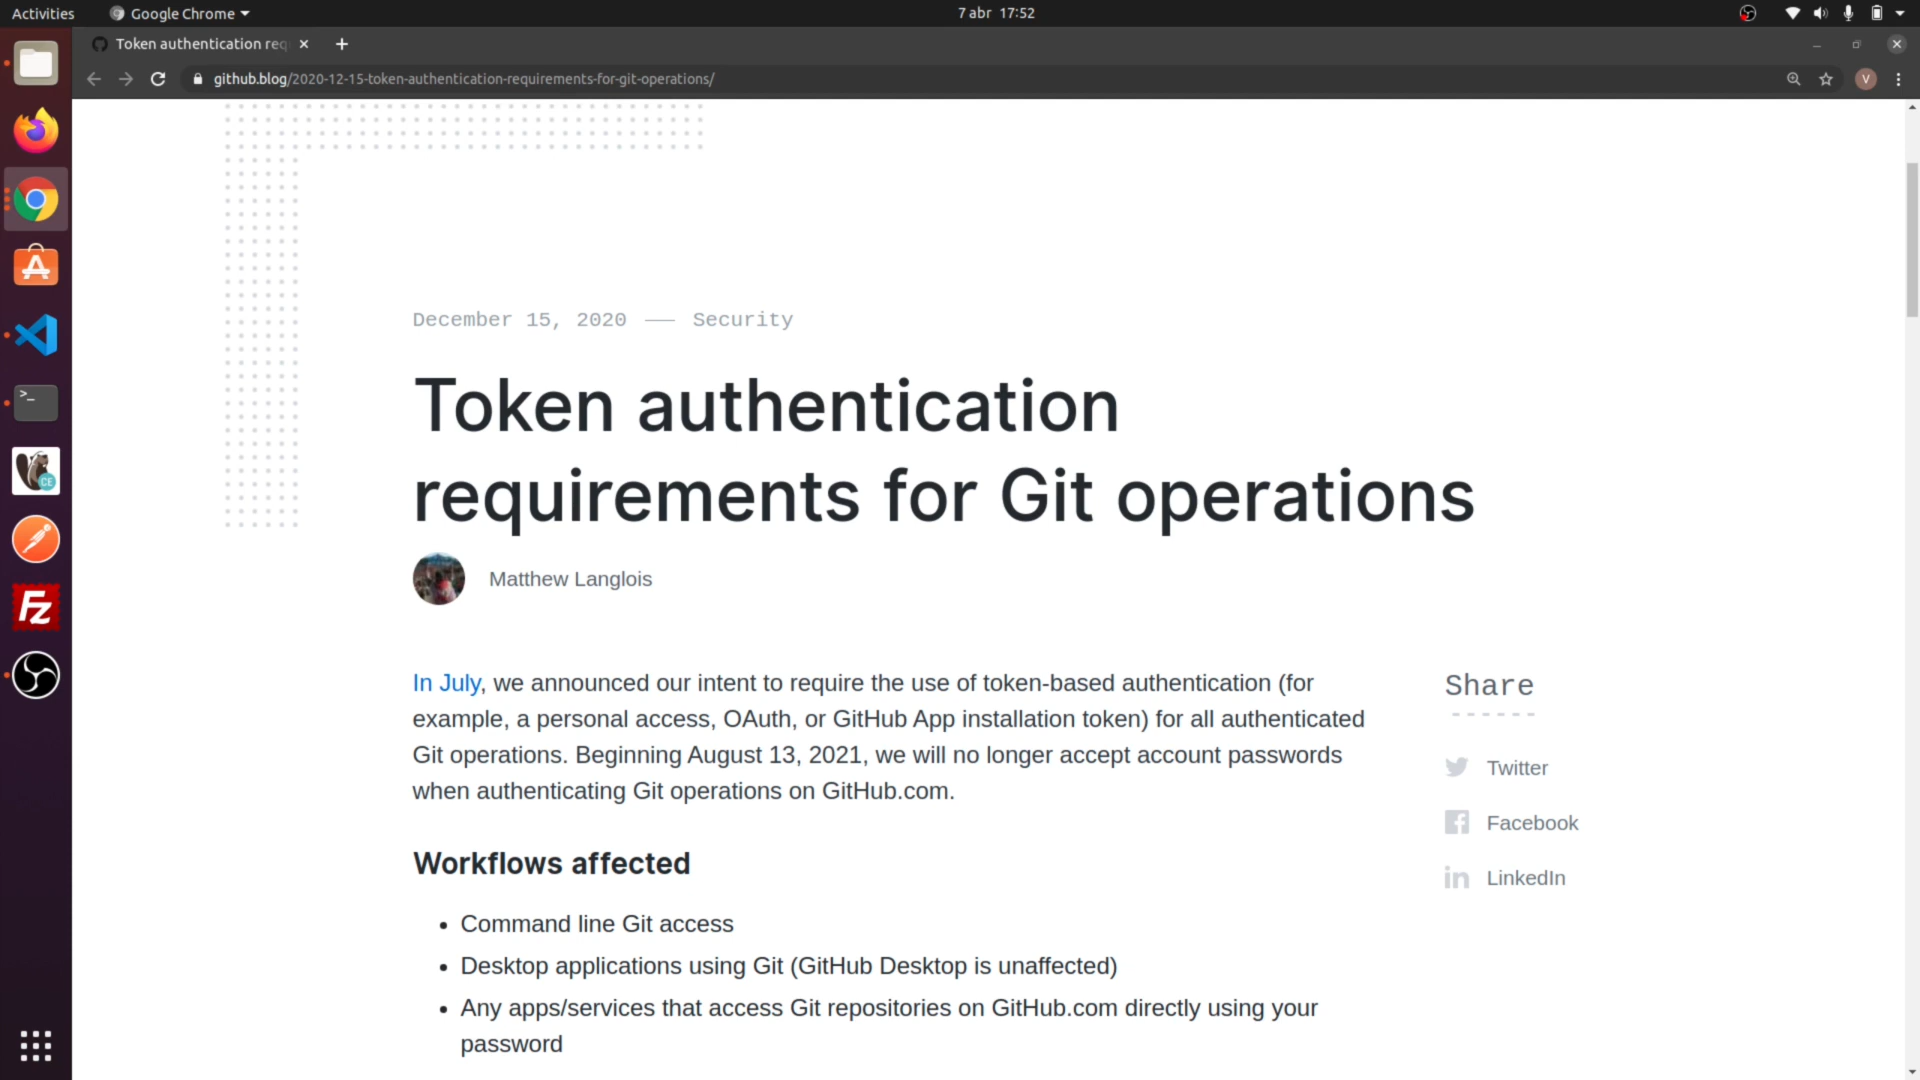 Activities
Google Chrome
7 abr 17:52
Token authentication req
github.blog/2020-12-15-token-authentication-requirements-for-git-operations/
V
December 15, 2020 — Security
Token authentication
requirements for Git operations
Matthew Langlois
In July, we announced our intent to require the use of token-based authentication (for
example, a personal access, OAuth, or GitHub App installation token) for all authenticated
Git operations. Beginning August 13, 2021, we will no longer accept account passwords
when authenticating Git operations on GitHub.com.
Share
Twitter
Facebook
LinkedIn
Workflows affected
• Command line Git access
• Desktop applications using Git (GitHub Desktop is unaffected)
• Any apps/services that access Git repositories on GitHub.com directly using your
password
>_
CE
Fz